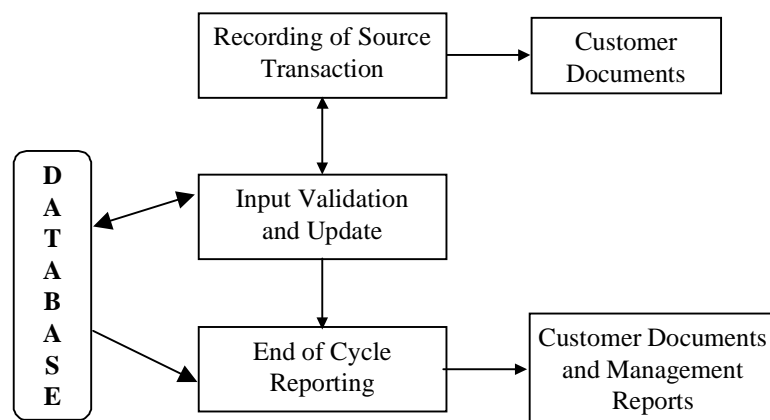 Recording of Source
Transaction
Customer
Documents
D
A
T
A
B
A
S
E
Input Validation
and Update
End of Cycle
Reporting
Customer Documents
and Management
Reports